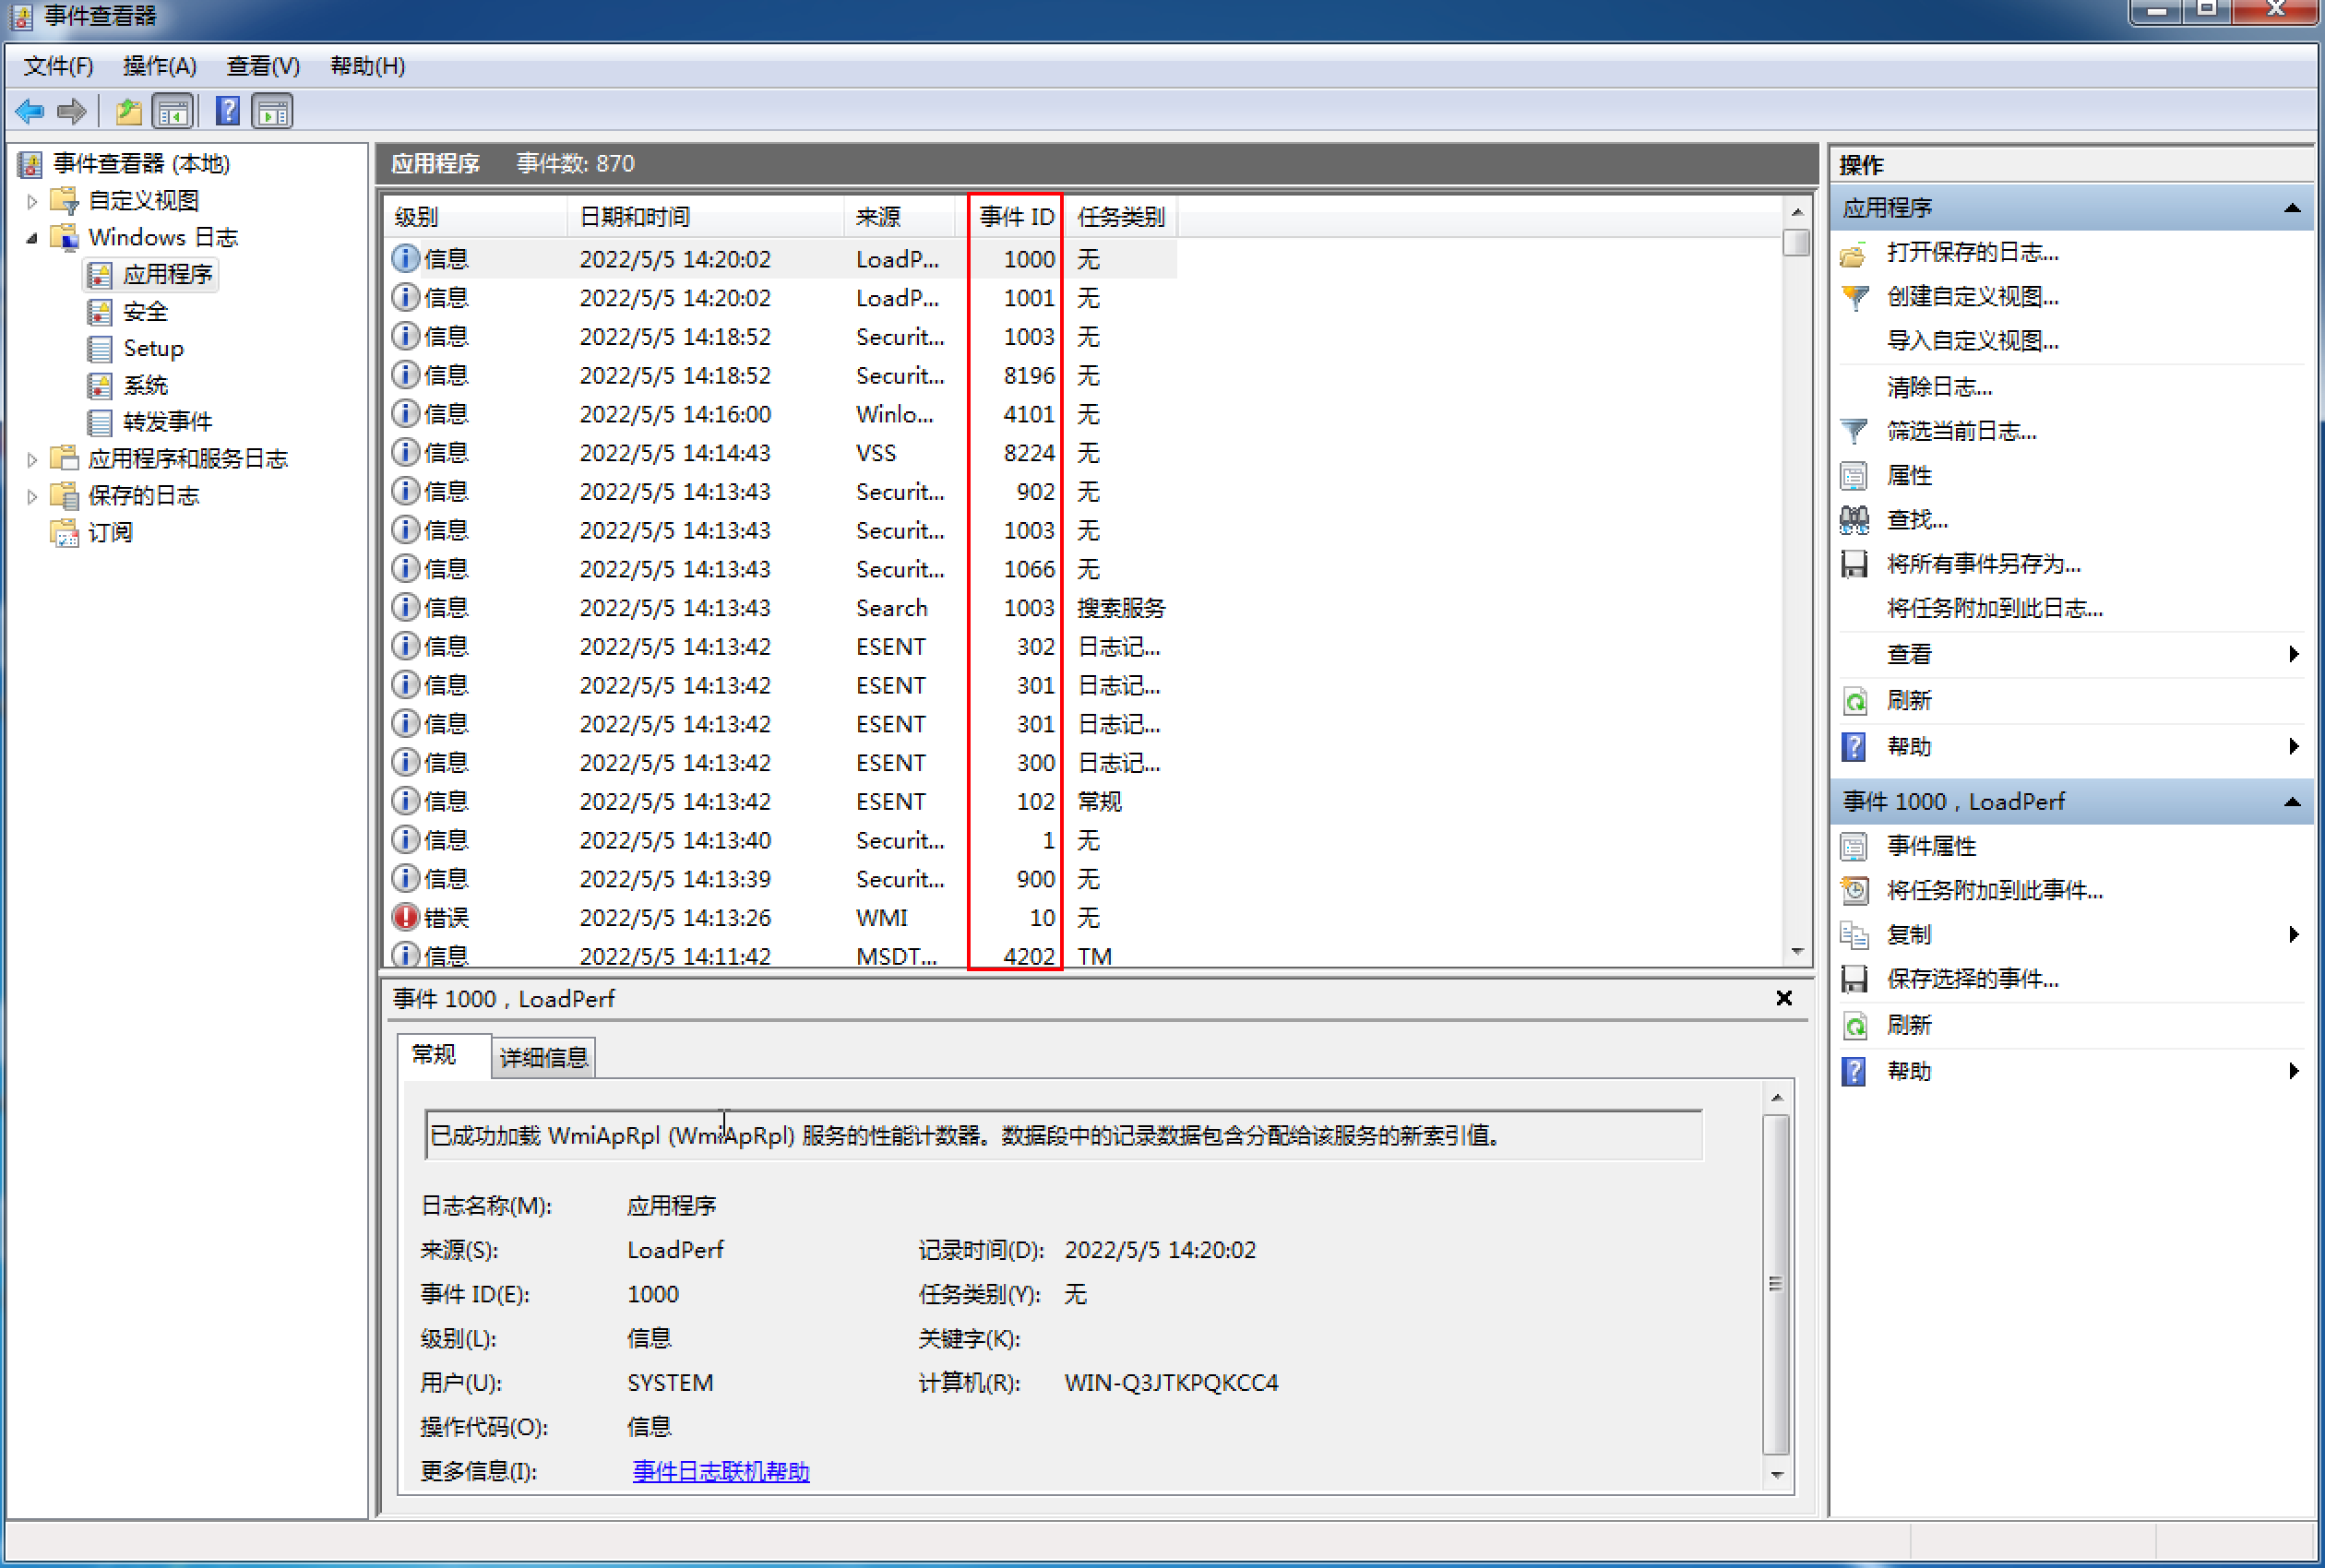 事件查看器
文件(F) 操作(A) 查看(V) 帮助(H)
事件查看器 (本地)
自定义视图
Windows 日志
应用程序
安全
Setup
系统
转发事件
应用程序和服务日志
保存的日志
订阅
应用程序 事件数: 870
级别 日期和时间 来源 事件 ID 任务类别
信息 2022/5/5 14:20:02 LoadP... 1000 无
信息 2022/5/5 14:20:02 LoadP... 1001 无
信息 2022/5/5 14:18:52 Securit... 1003 无
信息 2022/5/5 14:18:52 Securit... 8196 无
信息 2022/5/5 14:16:00 Winlo... 4101 无
信息 2022/5/5 14:14:43 VSS 8224 无
信息 2022/5/5 14:13:43 Securit... 902 无
信息 2022/5/5 14:13:43 Securit... 1003 无
信息 2022/5/5 14:13:43 Securit... 1066 无
信息 2022/5/5 14:13:43 Search 1003 搜索服务
信息 2022/5/5 14:13:42 ESENT 302 日志记...
信息 2022/5/5 14:13:42 ESENT 301 日志记...
信息 2022/5/5 14:13:42 ESENT 301 日志记...
信息 2022/5/5 14:13:42 ESENT 300 日志记...
信息 2022/5/5 14:13:42 ESENT 102 常规
信息 2022/5/5 14:13:40 Securit... 1 无
信息 2022/5/5 14:13:39 Securit... 900 无
错误 2022/5/5 14:13:26 WMI 10 无
信息 2022/5/5 14:11:42 MSDT... 4202 TM
事件 1000，LoadPerf
常规 详细信息
已成功加载 WmiApRpl (WmiApRpl) 服务的性能计数器。数据段中的记录数据包含分配给该服务的新索引值。
日志名称(M): 应用程序
来源(S): LoadPerf 记录时间(D): 2022/5/5 14:20:02
事件 ID(E): 1000 任务类别(Y): 无
级别(L): 信息 关键字(K):
用户(U): SYSTEM 计算机(R): WIN-Q3JTKPQKCC4
操作代码(O): 信息
更多信息(I): 事件日志联机帮助
操作
应用程序
打开保存的日志...
创建自定义视图...
导入自定义视图...
清除日志...
筛选当前日志...
属性
查找...
将所有事件另存为...
将任务附加到此日志...
查看
刷新
帮助
事件 1000，LoadPerf
事件属性
将任务附加到此事件...
复制
保存选择的事件...
刷新
帮助